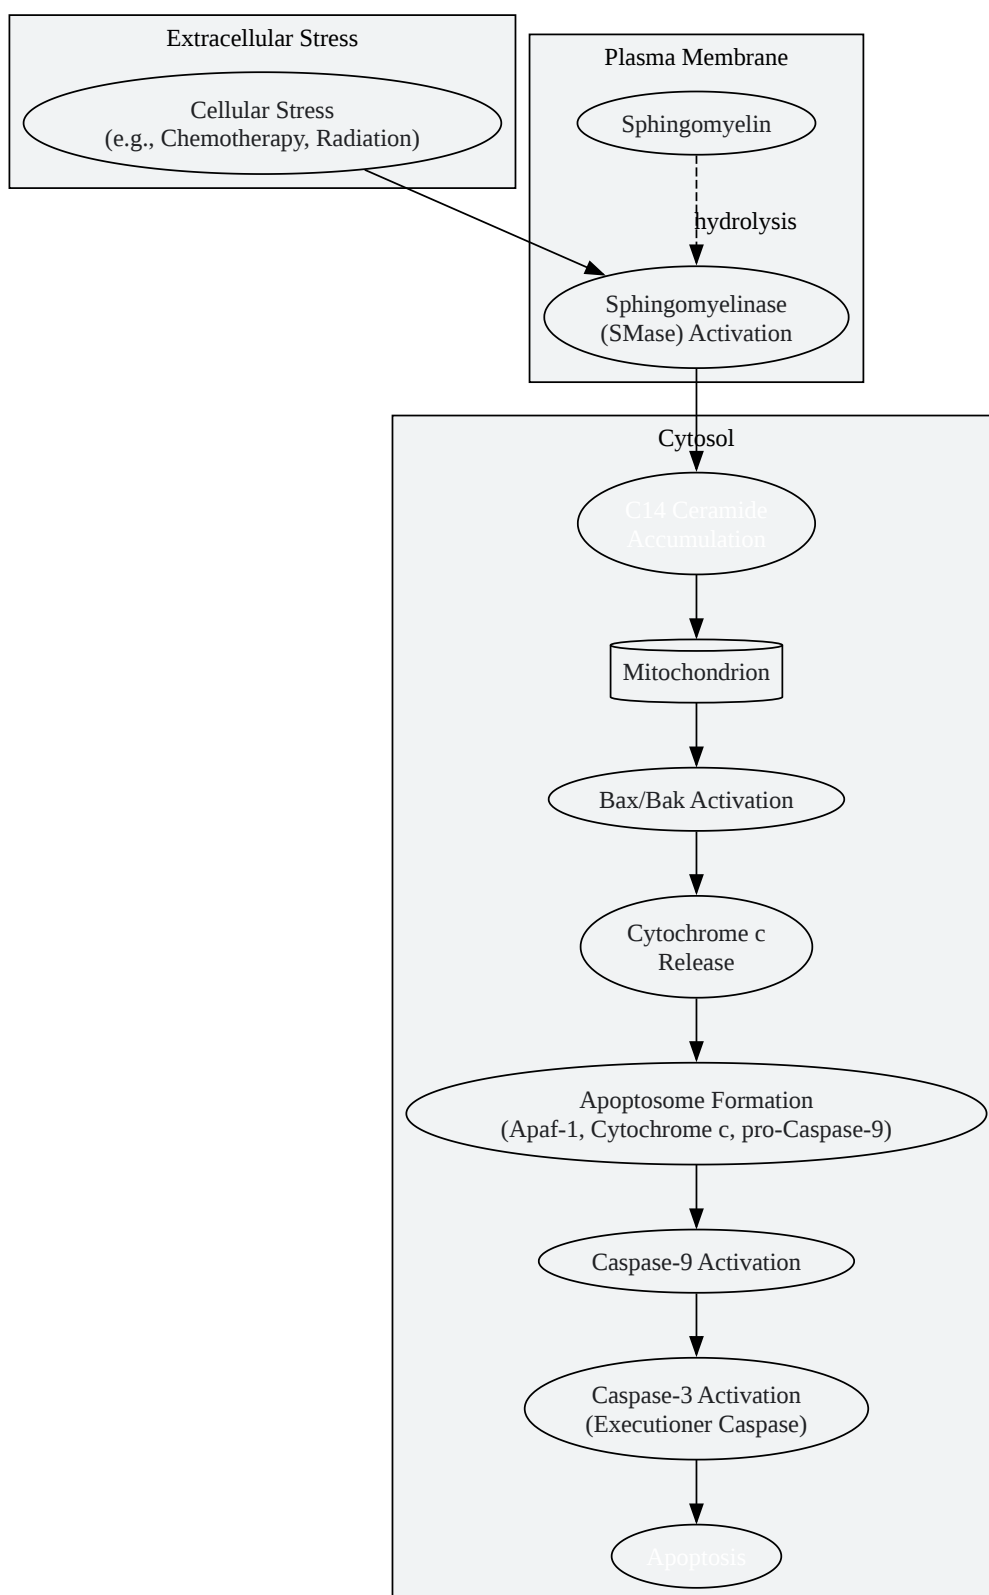 Extracellular Stress
Cellular Stress
(e.g., Chemotherapy, Radiation)
Plasma Membrane
Sphingomyelin
hydrolysis
Sphingomyelinase
(SMase) Activation
Cytosol
C14 Ceramide
Accumulation
Mitochondrion
Bax/Bak Activation
Cytochrome c
Release
Apoptosome Formation
(Apaf-1, Cytochrome c, pro-Caspase-9)
Caspase-9 Activation
Caspase-3 Activation
(Executioner Caspase)
Apoptosis